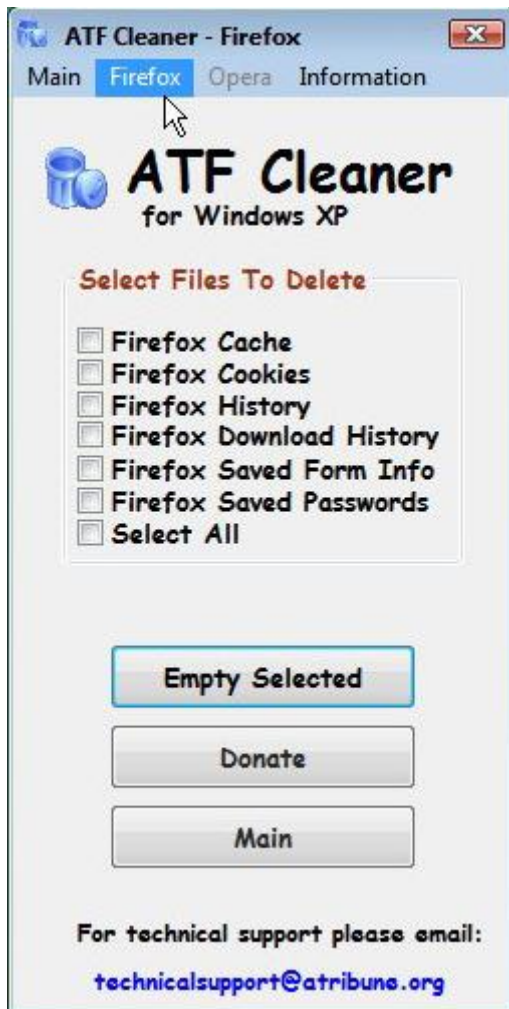 ATF Cleaner - Firefox
Main Firefox Opera Information
ATF Cleaner
for Windows XP
Select Files To Delete
Firefox Cache
Firefox Cookies
Firefox History
Firefox Download History
Firefox Saved Form Info
Firefox Saved Passwords
Select All
Empty Selected
Donate
Main
For technical support please email:
technicalsupport@atribune.org